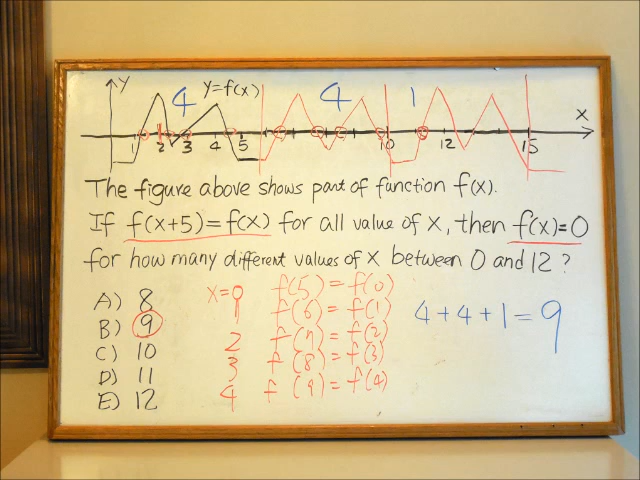 Y 4 y=f(x) 4 1 x
1 2 3 4 5 10 12 15
The figure above shows part of function f(x).
If f(x+5)=f(x) for all value of x, then f(x)=0
for how many different values of x between 0 and 12?
A) 8
B) 9
C) 10
D) 11
E) 12
x=0 f(5)=f(0)
1 f(6)=f(1)
2 f(7)=f(2)
3 f(8)=f(3)
4 f(9)=f(4)
4+4+1=9